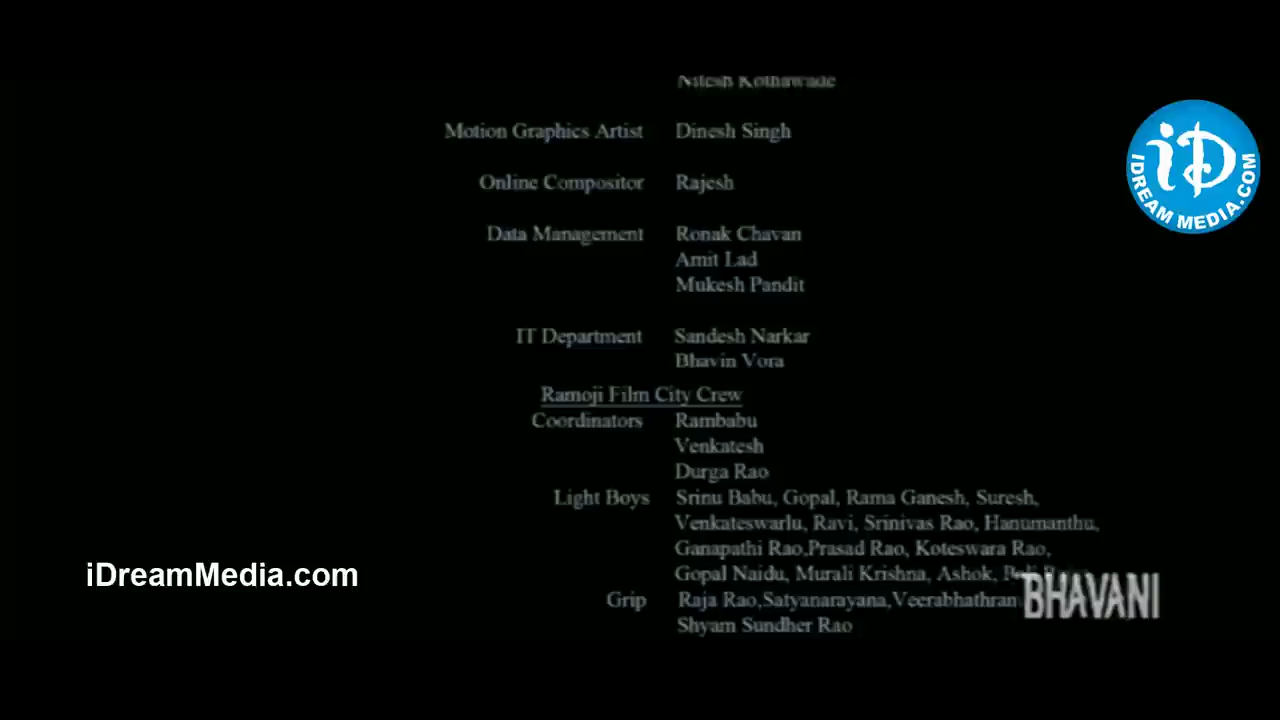 Nitesh Kothawade
Motion Graphics Artist Dinesh Singh
Online Compositor Rajesh
Data Management Ronak Chavan
Amit Lad
Mukesh Pandit
IT Department Sandesh Narkar
Bhavin Vora
Ramoji Film City Crew
Coordinators Rambabu
Venkatesh
Durga Rao
Light Boys Srinu Babu, Gopal, Rama Ganesh, Suresh,
Venkateswarlu, Ravi, Srinivas Rao, Hanumanthu,
Ganapathi Rao,Prasad Rao, Koteswara Rao,
Gopal Naidu, Murali Krishna, Ashok,
Grip Raja Rao,Satyanarayana,Veerabhathram
Shyam Sundher Rao
iD
IDREAM MEDIA.COM
iDreamMedia.com
BHAVANI